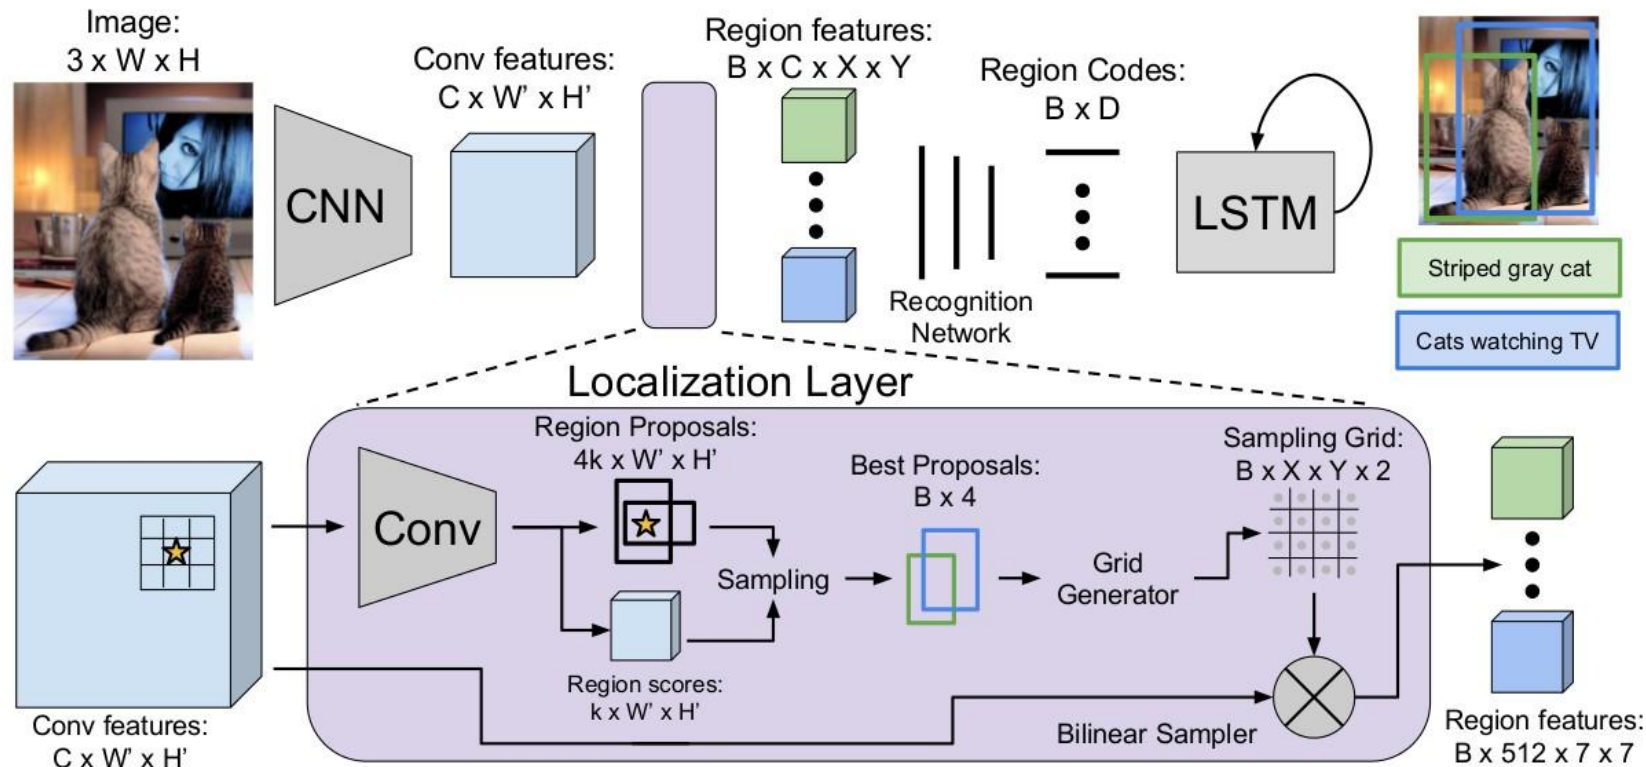 Image:
3 x W x H
Conv features:
C x W' x H'
Region features:
B x C x X x Y
Region Codes:
B x D
CNN
LSTM
Recognition
Network
Striped gray cat
Cats watching TV
Localization Layer
Region Proposals:
4k x W' x H'
Best Proposals:
B x 4
Sampling Grid:
B x X x Y x 2
Conv
Sampling
Grid
Generator
Region scores:
k x W' x H'
Bilinear Sampler
Conv features:
C x W' x H'
Region features:
B x 512 x 7 x 7